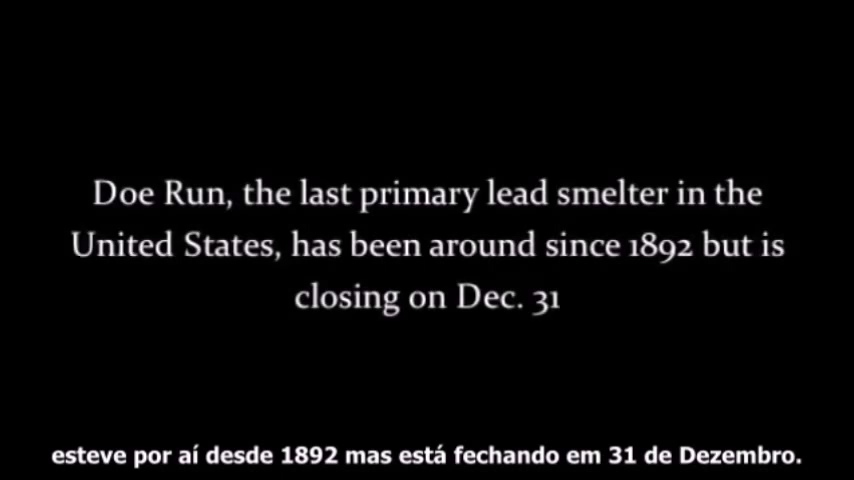 Doe Run, the last primary lead smelter in the
United States, has been around since 1892 but is
closing on Dec. 31
esteve por aí desde 1892 mas está fechando em 31 de Dezembro.